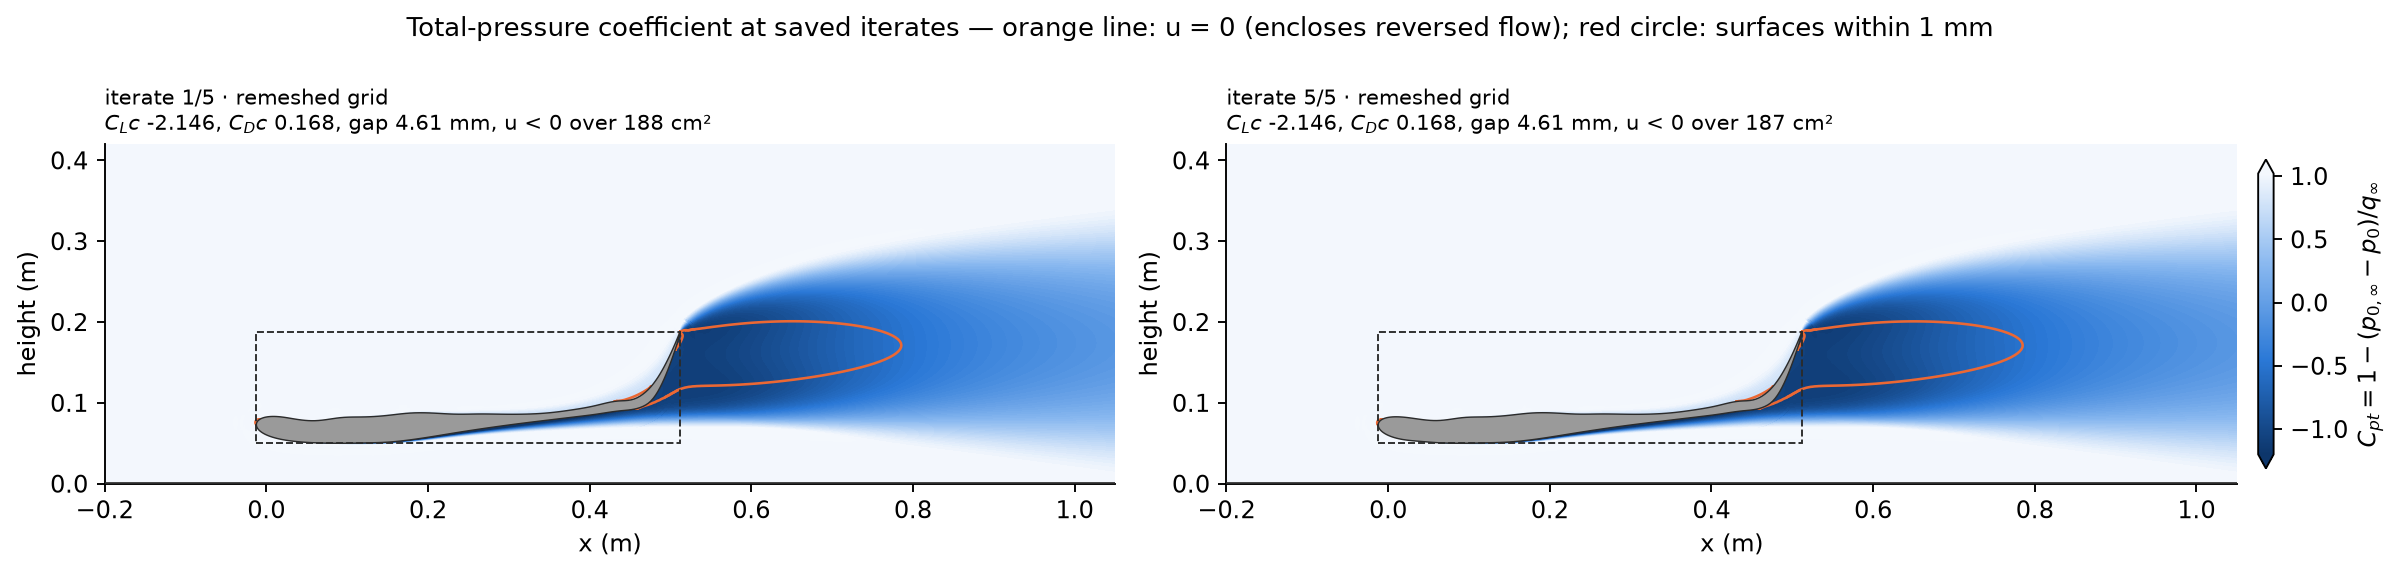 Total-pressure coefficient at saved iterates — orange line: u = 0 (encloses reversed flow); red circle: surfaces within 1 mm
iterate 1/5 · remeshed grid
C_Lc -2.146, C_Dc 0.168, gap 4.61 mm, u < 0 over 188 cm²
0.4
0.3
0.2
0.1
0.0
height (m)
−0.2
0.0
0.2
0.4
0.6
0.8
1.0
x (m)
iterate 5/5 · remeshed grid
C_Lc -2.146, C_Dc 0.168, gap 4.61 mm, u < 0 over 187 cm²
0.4
0.3
0.2
0.1
0.0
height (m)
−0.2
0.0
0.2
0.4
0.6
0.8
1.0
x (m)
1.0
0.5
0.0
−0.5
−1.0
C_pt = 1 − (p_0,∞ − p_0)/q_∞